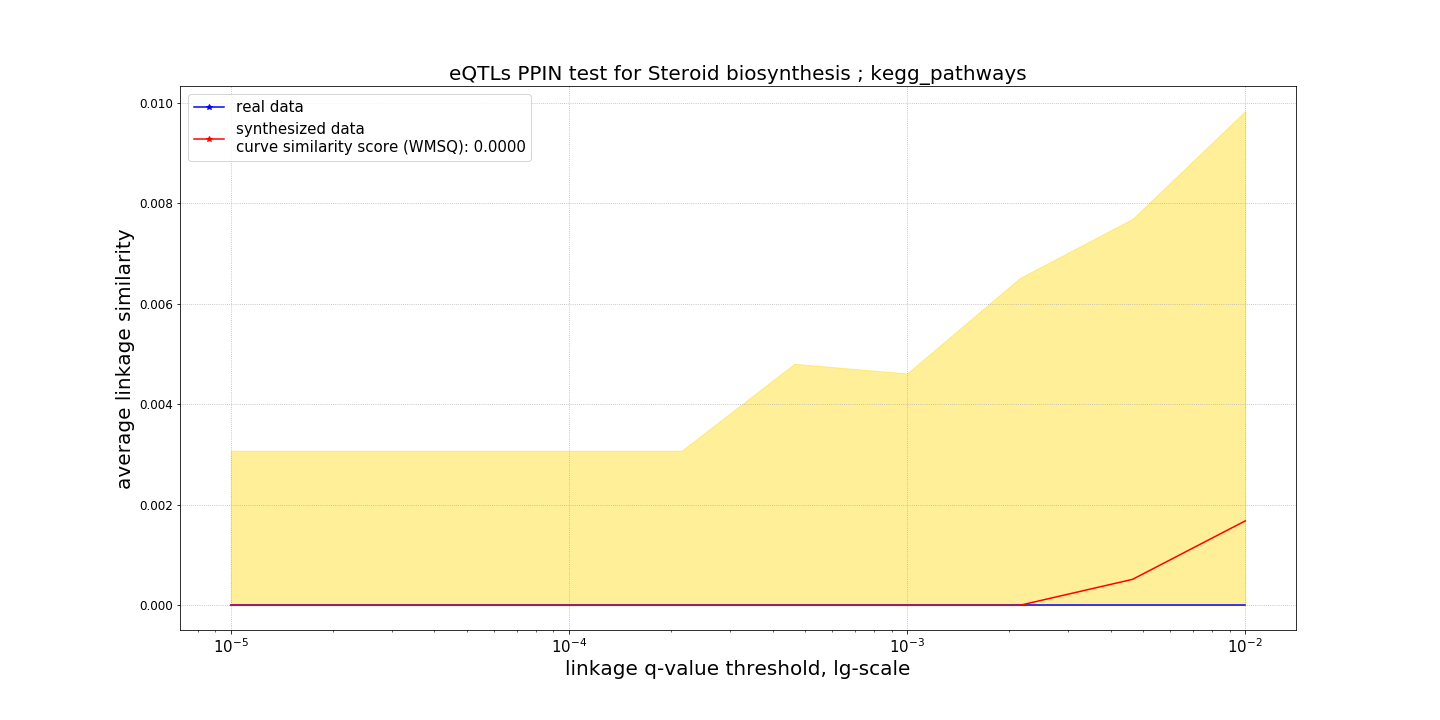 eQTLs PPIN test for Steroid biosynthesis ; kegg_pathways
real data
synthesized data
curve similarity score (WMSQ): 0.0000
average linkage similarity
0.010
0.008
0.006
0.004
0.002
0.000
10⁻⁵
10⁻⁴
10⁻³
10⁻²
linkage q-value threshold, lg-scale